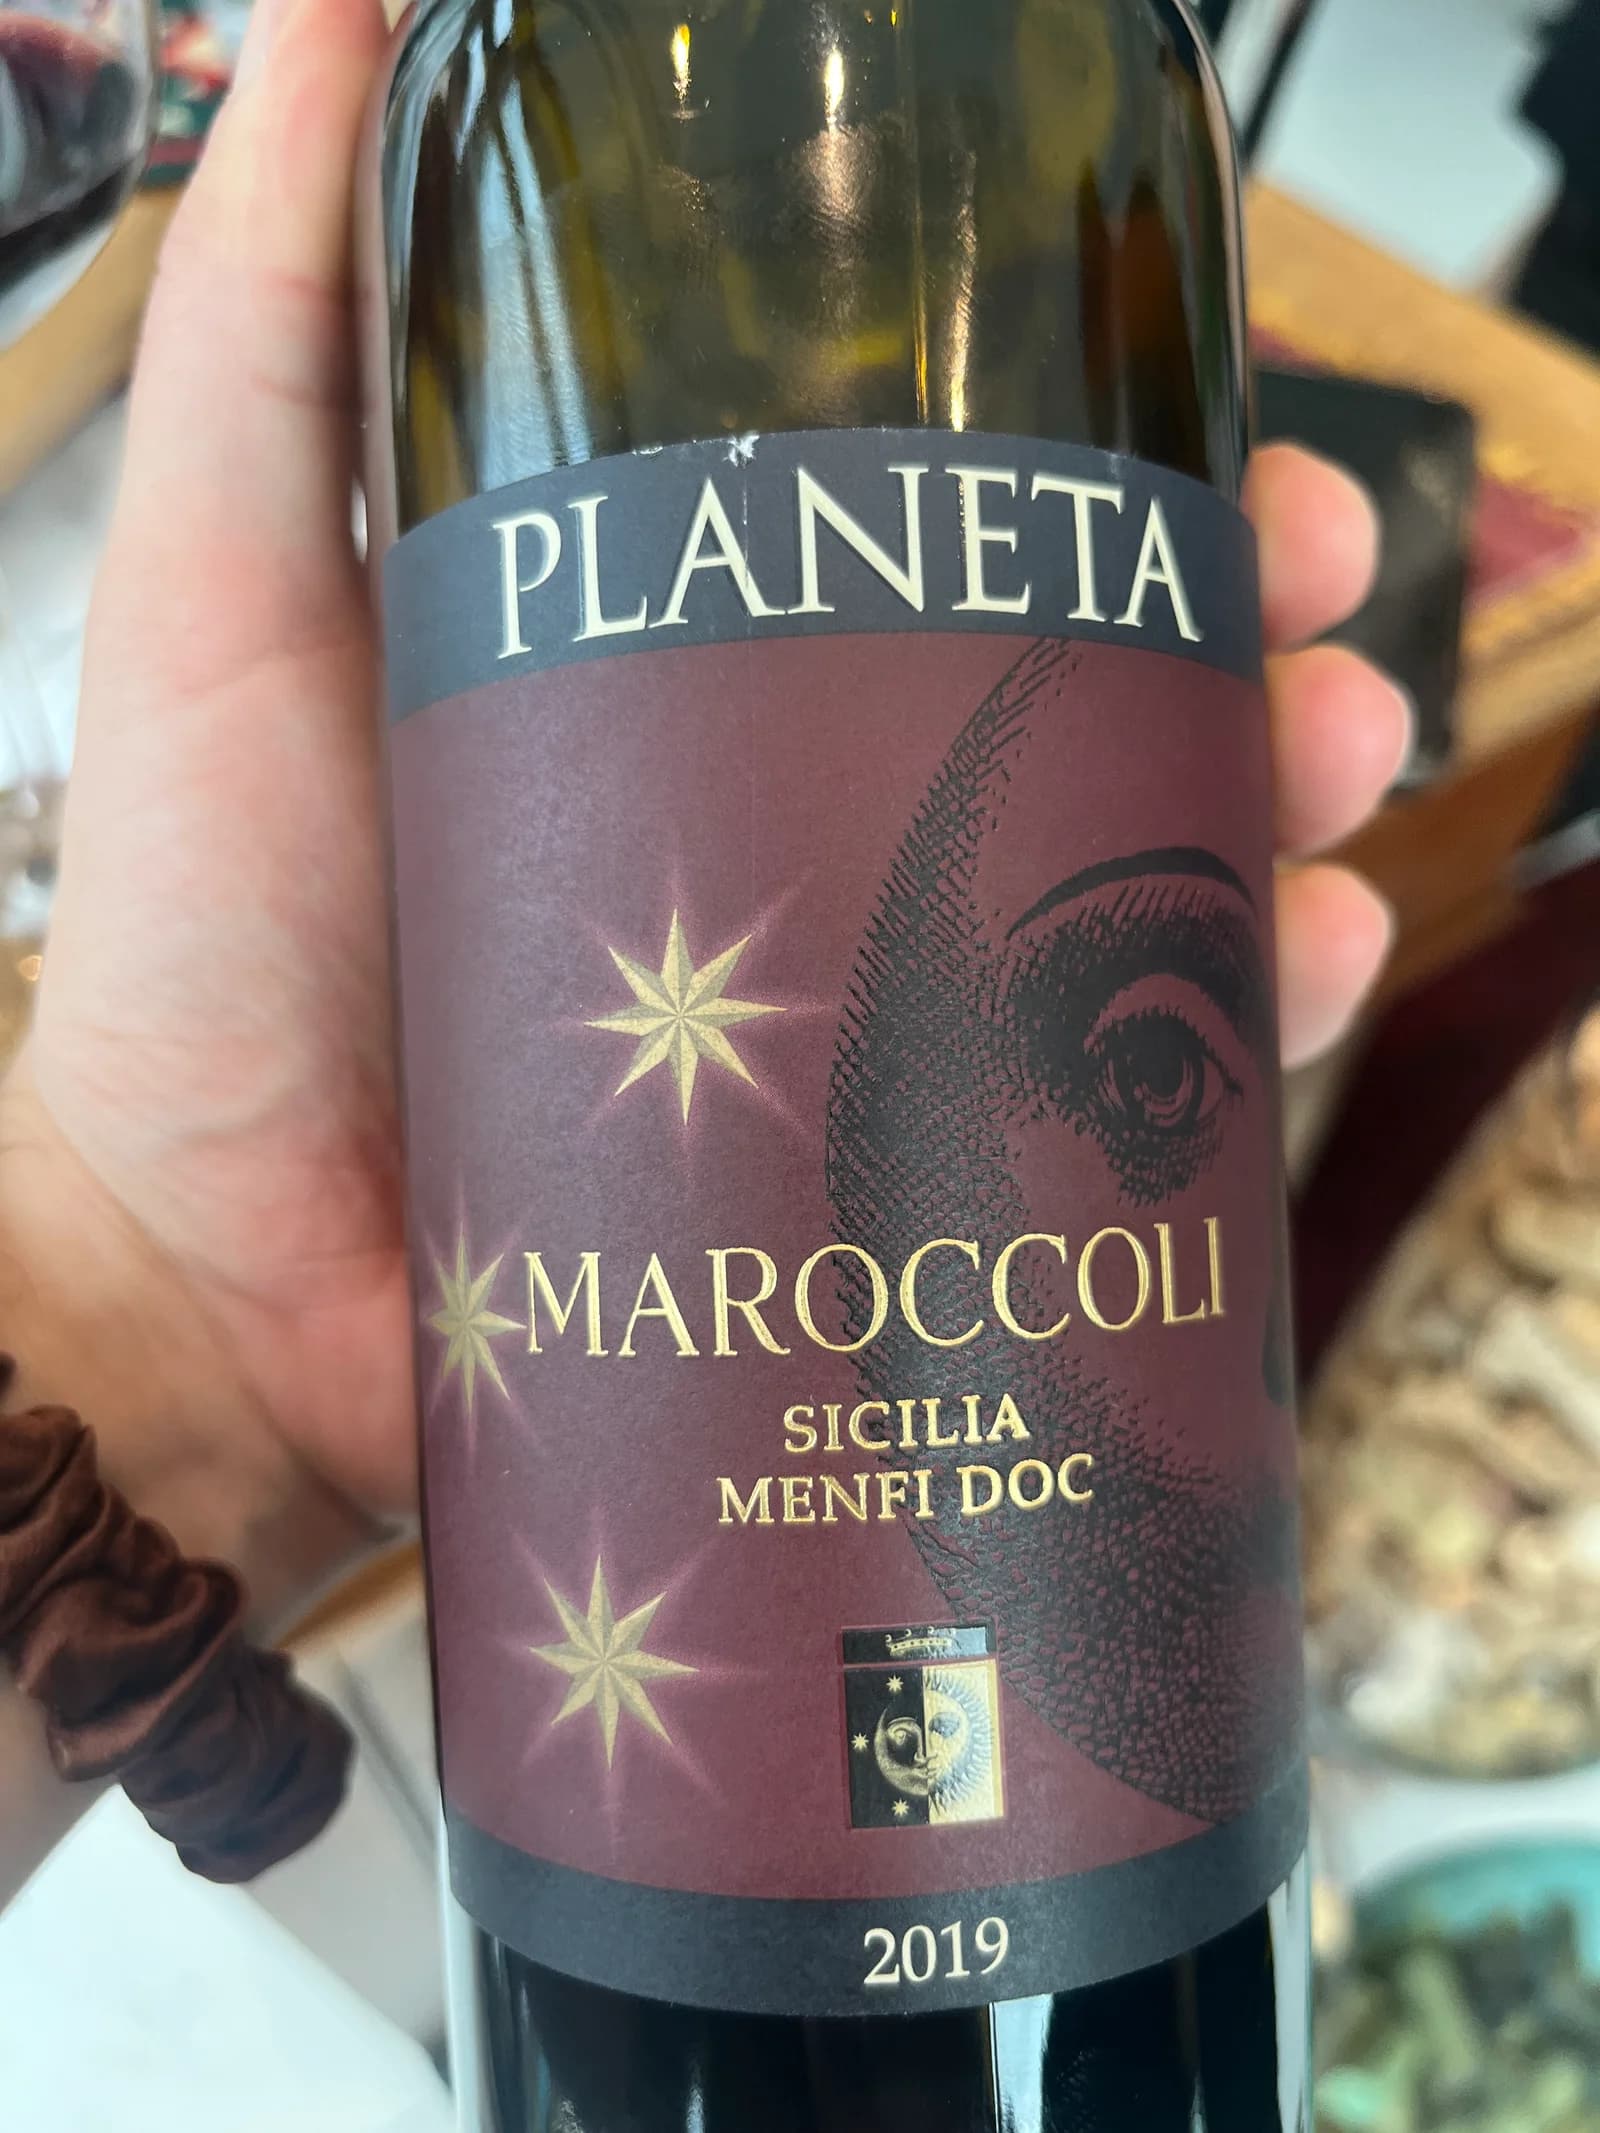 PLANETA
MAROCCOLI
SICILIA
MENFI DOC
2019